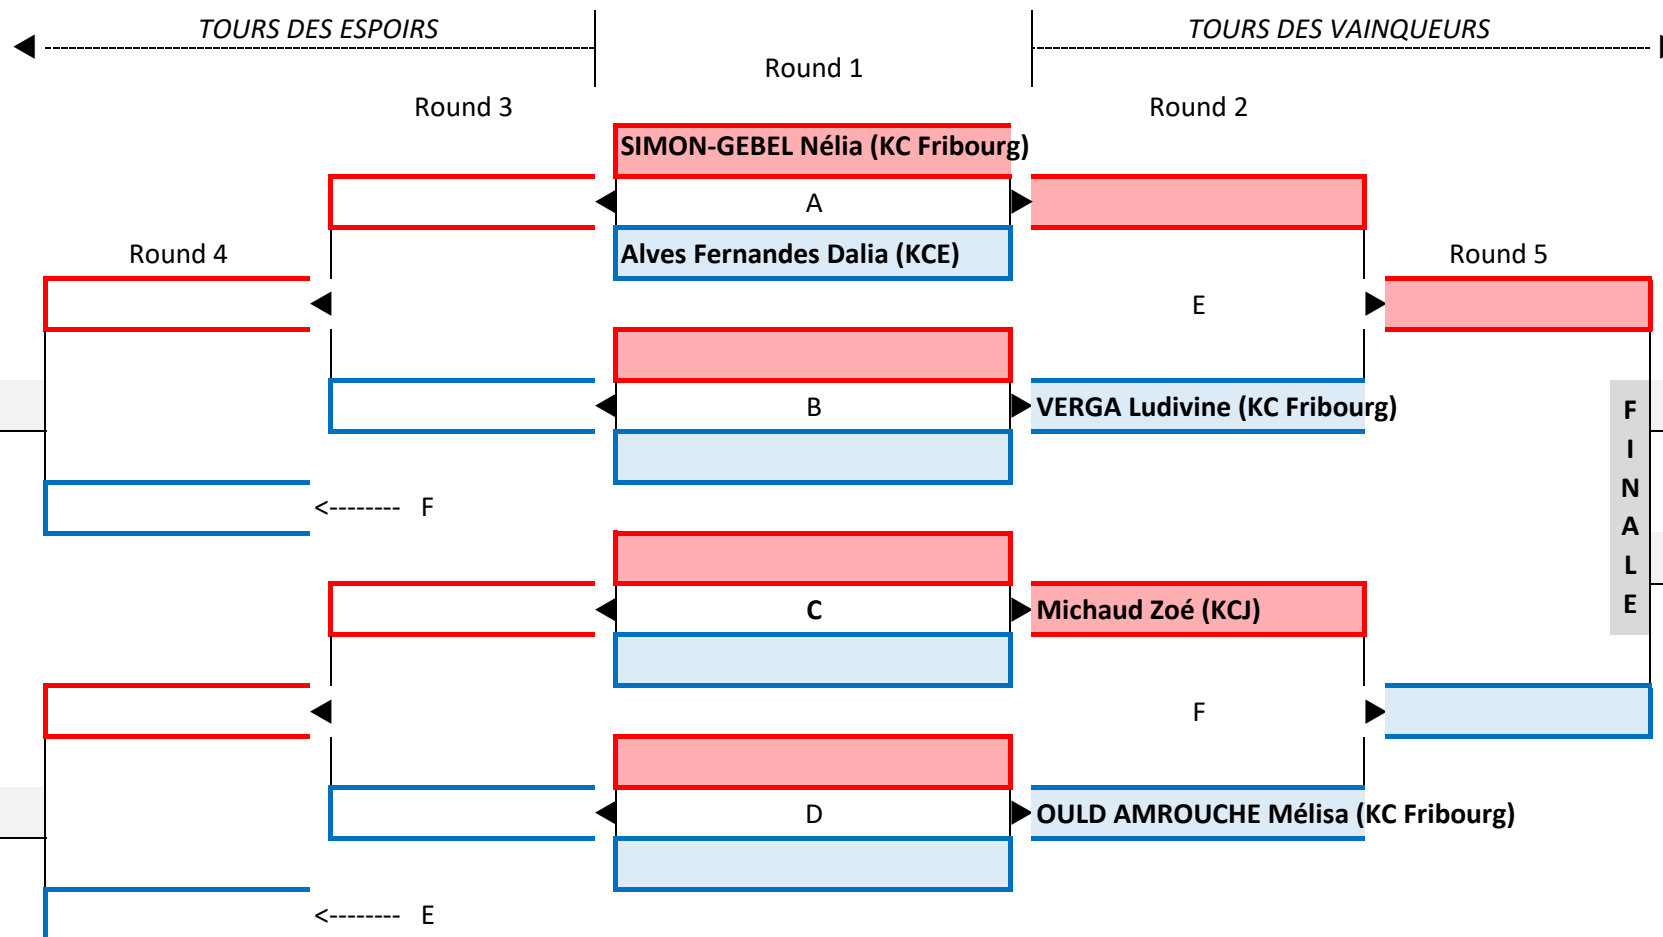 TOURS DES ESPOIRS
TOURS DES VAINQUEURS
Round 1
Round 3
Round 2
SIMON-GEBEL Nélia (KC Fribourg)
A
Alves Fernandes Dalia (KCE)
Round 4
Round 5
E
B
VERGA Ludivine (KC Fribourg)
<-------- F
C
Michaud Zoé (KCJ)
F
I
N
A
L
E
F
D
OULD AMROUCHE Mélisa (KC Fribourg)
<-------- E